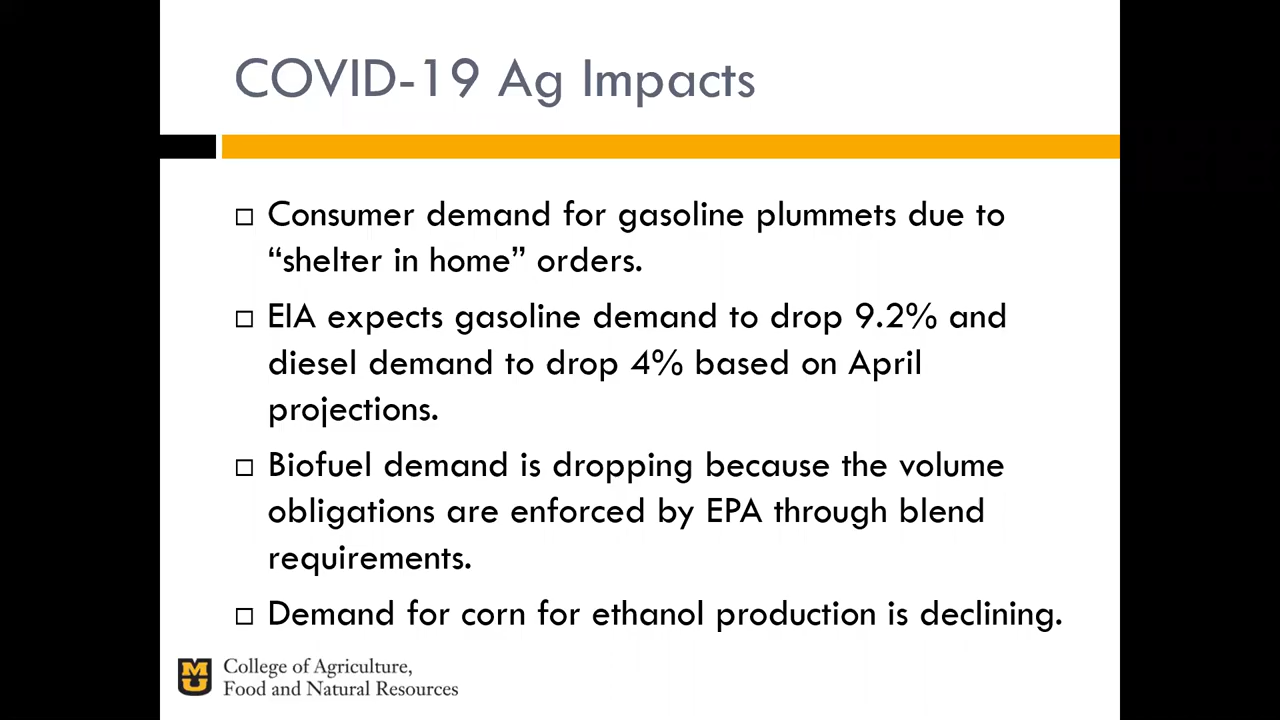 COVID-19 Ag Impacts
Consumer demand for gasoline plummets due to
“shelter in home” orders.
EIA expects gasoline demand to drop 9.2% and
diesel demand to drop 4% based on April
projections.
Biofuel demand is dropping because the volume
obligations are enforced by EPA through blend
requirements.
Demand for corn for ethanol production is declining.
MU
College of Agriculture,
Food and Natural Resources